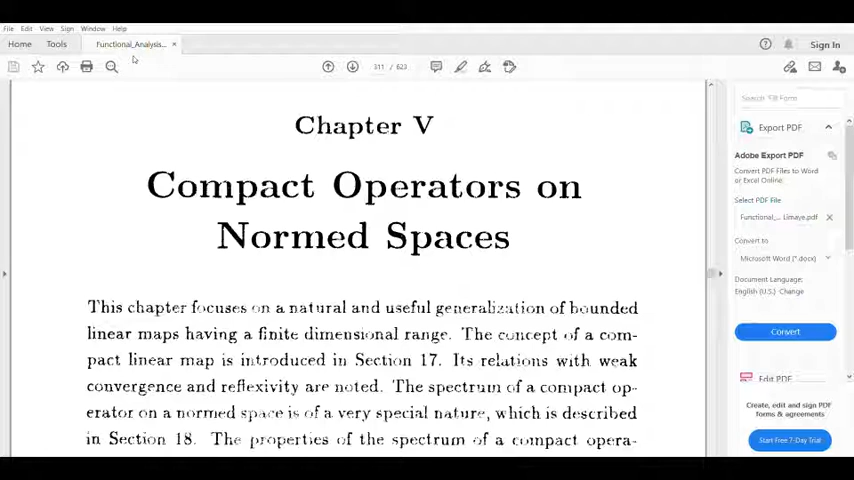 File Edit View Sign Window Help
Home Tools Functional_Analysis... × Sign In
311 / 623
Chapter V
Compact Operators on
Normed Spaces
This chapter focuses on a natural and useful generalization of bounded
linear maps having a finite dimensional range. The concept of a com-
pact linear map is introduced in Section 17. Its relations with weak
convergence and reflexivity are noted. The spectrum of a compact op-
erator on a normed space is of a very special nature, which is described
in Section 18. The properties of the spectrum of a compact opera-
Search 'Fill Form'
Export PDF
Adobe Export PDF
Convert PDF Files to Word
or Excel Online
Select PDF File
Functional_... Limaye.pdf ×
Convert to
Microsoft Word (*.docx)
Document Language:
English (U.S.) Change
Convert
Edit PDF
Create, edit and sign PDF
forms & agreements
Start Free 7-Day Trial